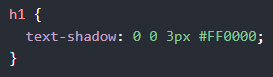 h1 {
  text-shadow: 0 0 3px #FF0000;
}